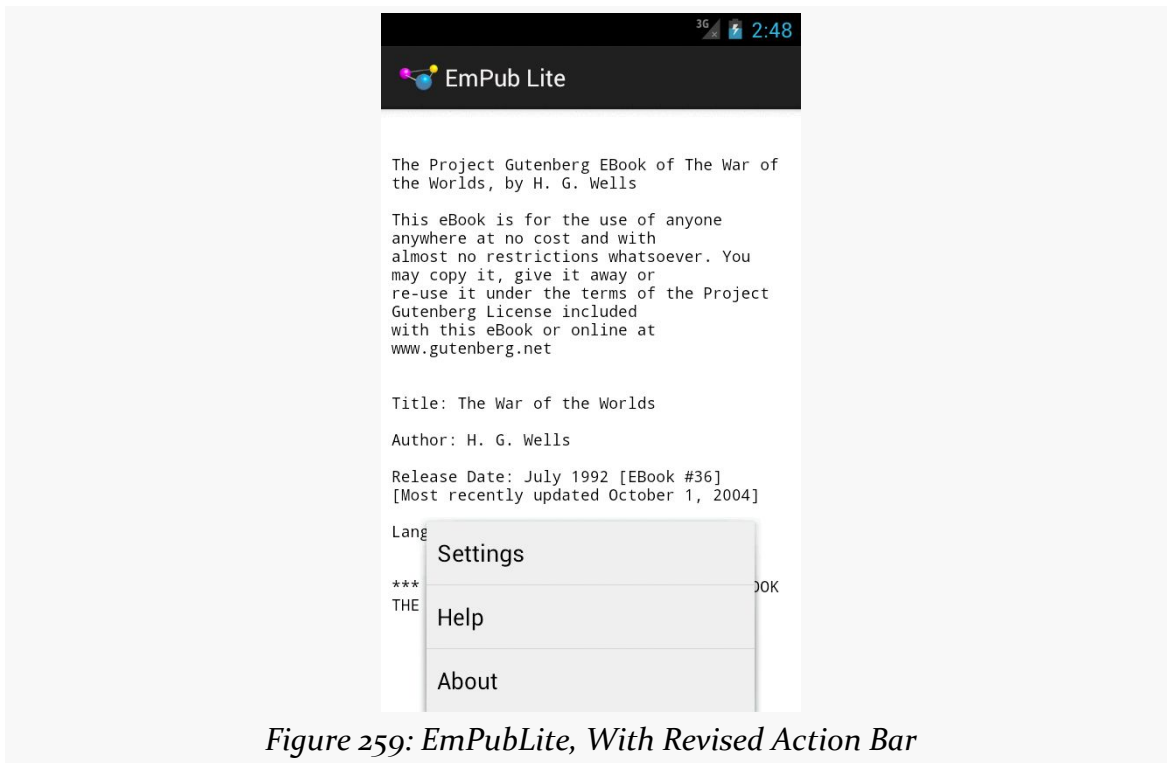 3G 2:48
EmPub Lite
The Project Gutenberg EBook of The War of
the Worlds, by H. G. Wells
This eBook is for the use of anyone
anywhere at no cost and with
almost no restrictions whatsoever. You
may copy it, give it away or
re-use it under the terms of the Project
Gutenberg License included
with this eBook or online at
www.gutenberg.net
Title: The War of the Worlds
Author: H. G. Wells
Release Date: July 1992 [EBook #36]
[Most recently updated October 1, 2004]
Lang
Settings
***
THE
Help
About
Figure 259: EmPubLite, With Revised Action Bar